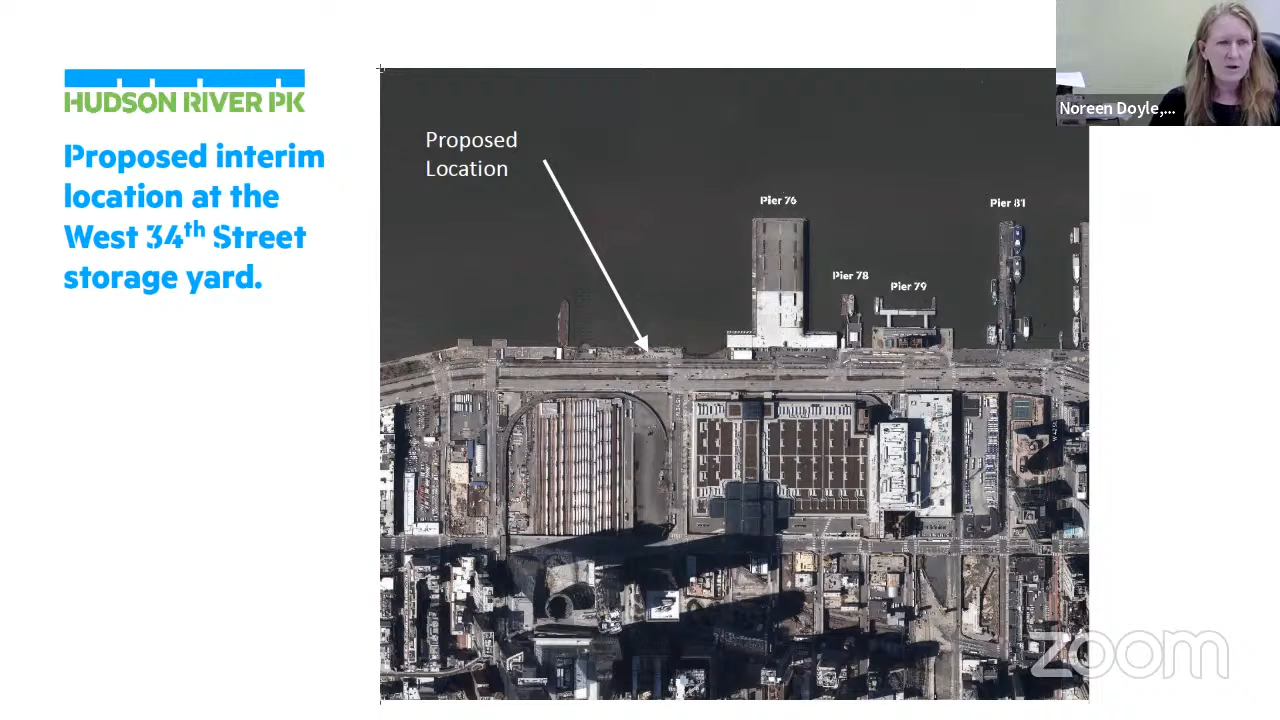 HUDSON RIVER PK
Proposed interim
location at the
West 34th Street
storage yard.
Proposed
Location
Pier 76
Pier 78
Pier 79
Pier 81
Noreen Doyle,...
zoom